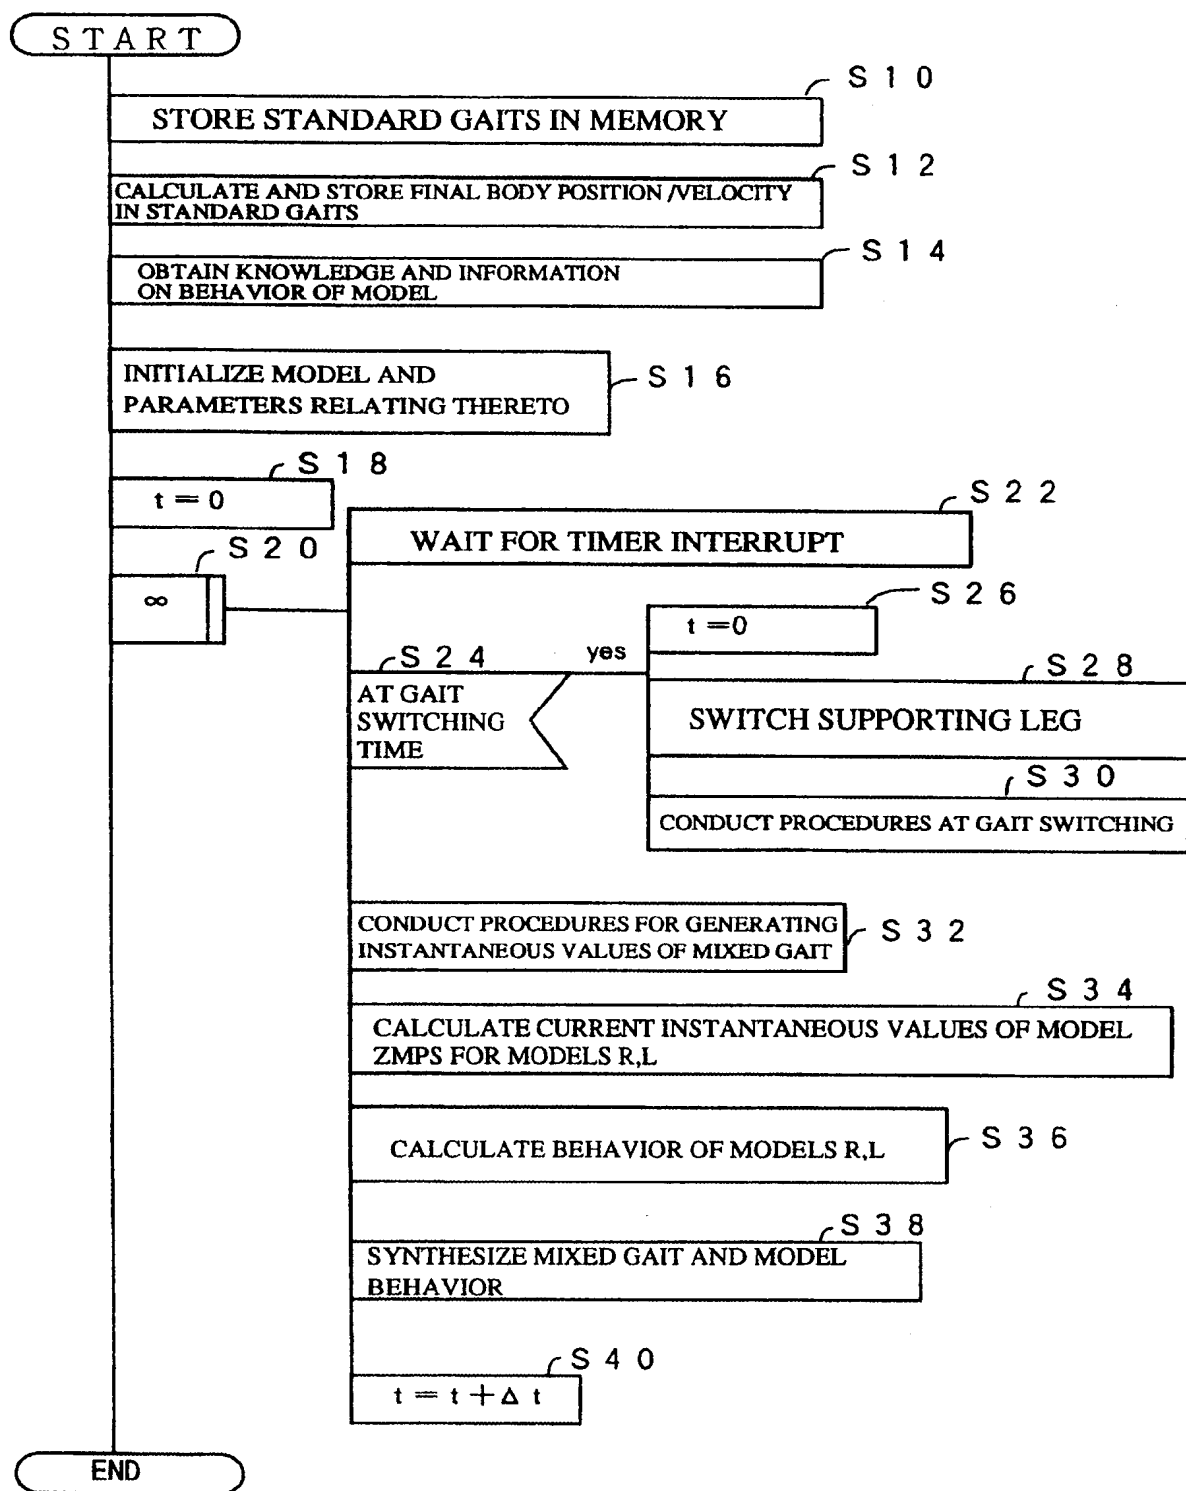 START
S10
STORE STANDARD GAITS IN MEMORY
S12
CALCULATE AND STORE FINAL BODY POSITION /VELOCITY
IN STANDARD GAITS
S14
OBTAIN KNOWLEDGE AND INFORMATION
ON BEHAVIOR OF MODEL
INITIALIZE MODEL AND
PARAMETERS RELATING THERETO
S16
S18
t = 0
S20
∞
S22
WAIT FOR TIMER INTERRUPT
S24
AT GAIT
SWITCHING
TIME
yes
S26
t = 0
S28
SWITCH SUPPORTING LEG
S30
CONDUCT PROCEDURES AT GAIT SWITCHING
CONDUCT PROCEDURES FOR GENERATING
INSTANTANEOUS VALUES OF MIXED GAIT
S32
S34
CALCULATE CURRENT INSTANTANEOUS VALUES OF MODEL
ZMPS FOR MODELS R,L
CALCULATE BEHAVIOR OF MODELS R,L
S36
S38
SYNTHESIZE MIXED GAIT AND MODEL
BEHAVIOR
S40
t = t + Δ t
END